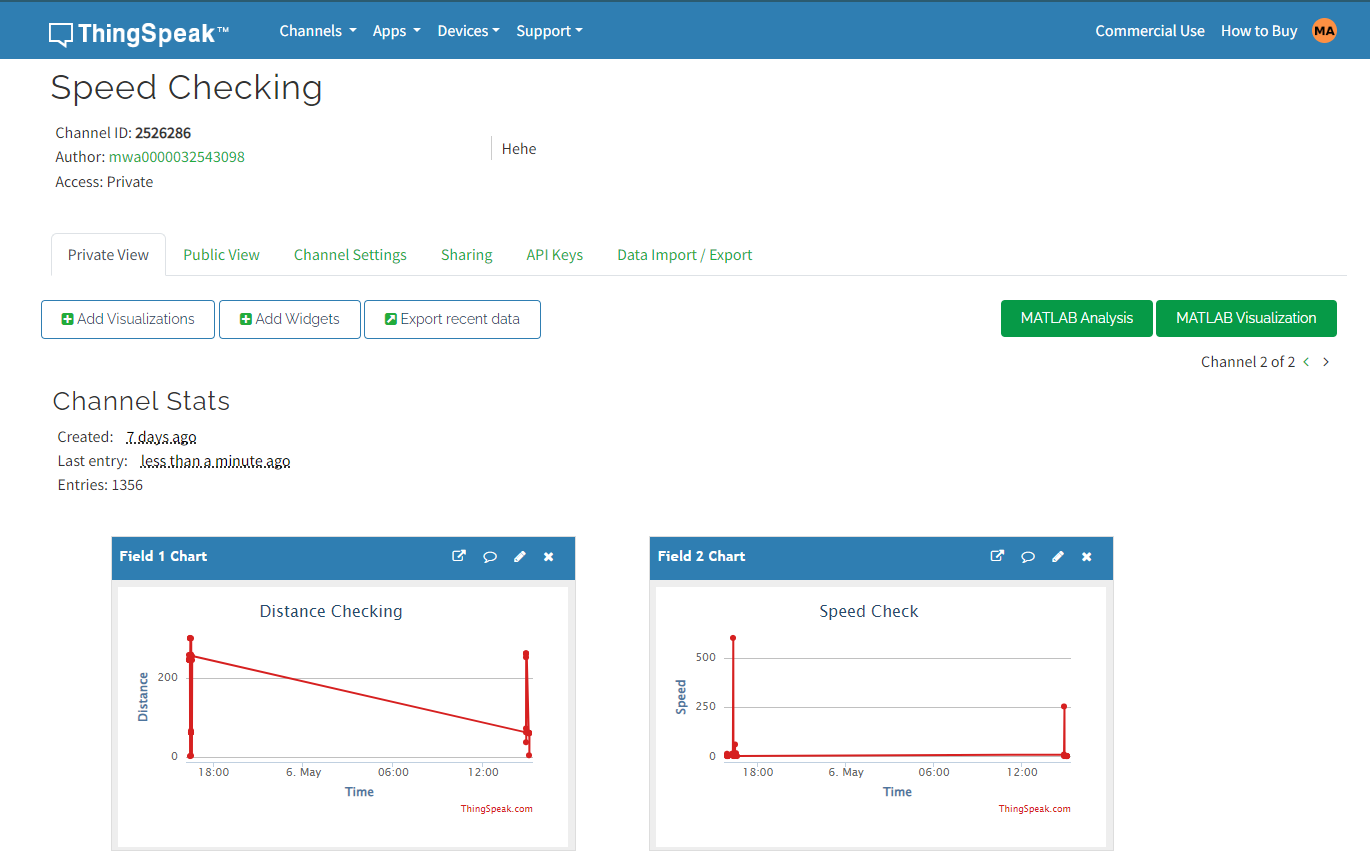 ThingSpeak™ Channels Apps Devices Support Commercial Use How to Buy MA
Speed Checking
Channel ID: 2526286
Author: mwa0000032543098
Access: Private
Hehe
Private View Public View Channel Settings Sharing API Keys Data Import / Export
Add Visualizations Add Widgets Export recent data MATLAB Analysis MATLAB Visualization
Channel 2 of 2 < >
Channel Stats
Created: 7 days ago
Last entry: less than a minute ago
Entries: 1356
Field 1 Chart
Distance Checking
Distance
200
0
18:00 6. May 06:00 12:00
Time
ThingSpeak.com
Field 2 Chart
Speed Check
Speed
500
250
0
18:00 6. May 06:00 12:00
Time
ThingSpeak.com